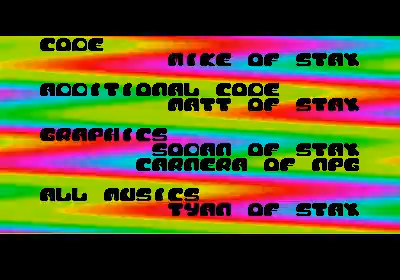 CODE
MIKE OF STAX
ADDITIONAL CODE
MATT OF STAX
GRAPHICS
SODAN OF STAX
CARNERA OF NPG
ALL MUSICS
TYAN OF STAX